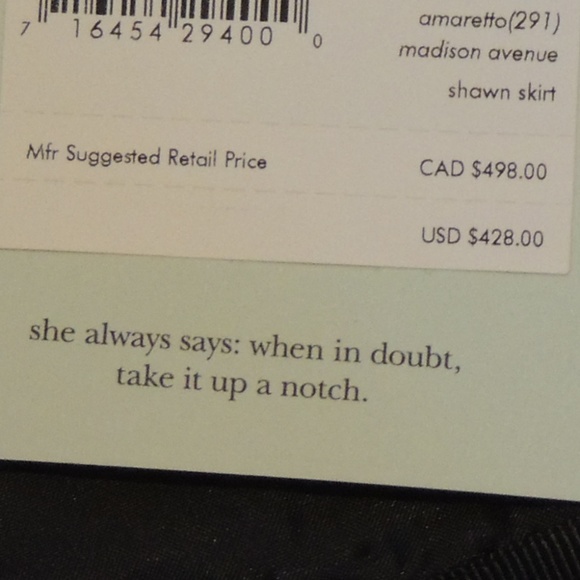 7 16454 29400 0
amaretto(291)
madison avenue
shawn skirt
Mfr Suggested Retail Price
CAD $498.00
USD $428.00
she always says: when in doubt,
take it up a notch.